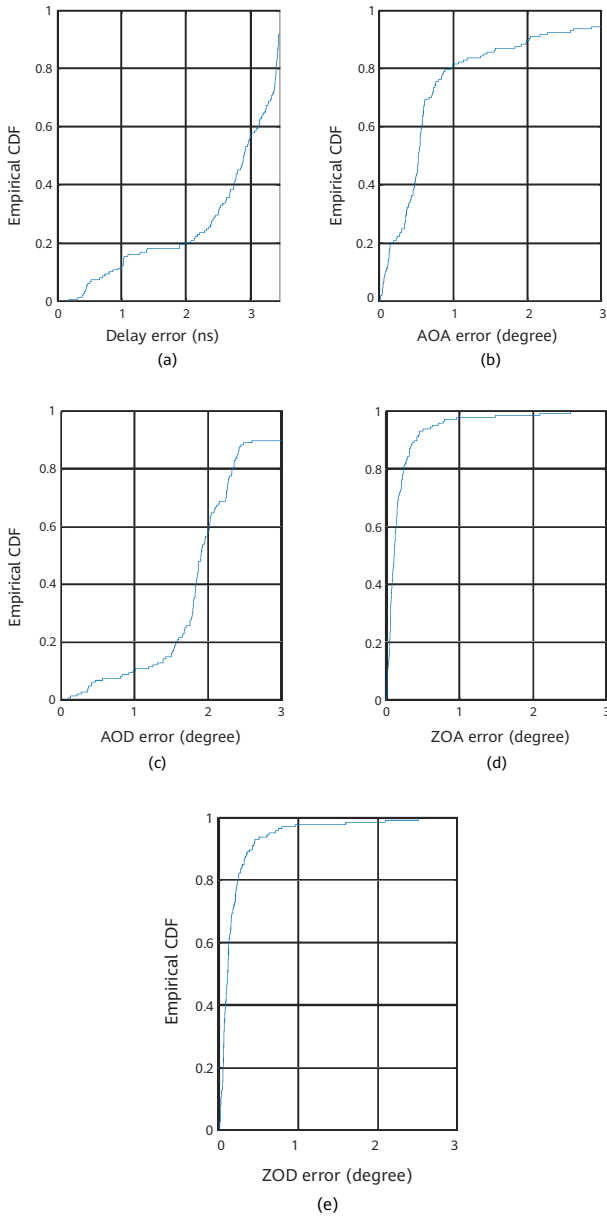 1
0.8
0.6
0.4
0.2
0
Empirical CDF
0 1 2 3
Delay error (ns)
(a)
1
0.8
0.6
0.4
0.2
0
Empirical CDF
0 1 2 3
AOA error (degree)
(b)
1
0.8
0.6
0.4
0.2
0
Empirical CDF
0 1 2 3
AOD error (degree)
(c)
1
0.8
0.6
0.4
0.2
0
0 1 2 3
ZOA error (degree)
(d)
1
0.8
0.6
0.4
0.2
0
Empirical CDF
0 1 2 3
ZOD error (degree)
(e)